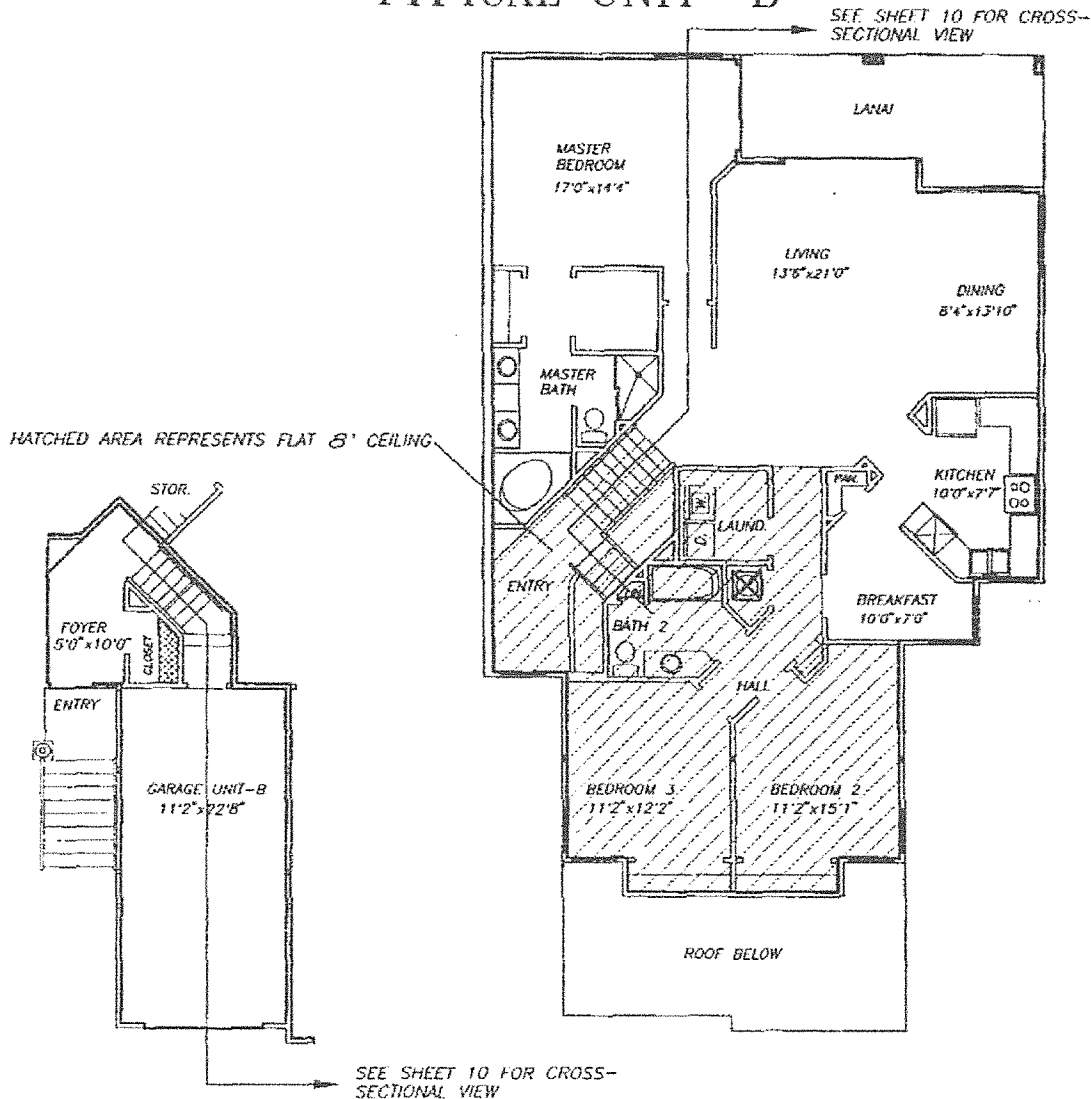 TYPICAL UNIT "B"
SEE SHEET 10 FOR CROSS-
SECTIONAL VIEW
LANAI
MASTER
BEDROOM
17'0"x14'4"
LIVING
13'6"x21'0"
DINING
8'4"x13'10"
MASTER
BATH
HATCHED AREA REPRESENTS FLAT 8' CEILING
STOR.
KITCHEN
10'0"x7'7"
PAN.
W.
D.
LAUND.
ENTRY
FOYER
5'0"x10'0"
CLOSET
BREAKFAST
10'0"x7'0"
BATH 2
HALL
ENTRY
GARAGE UNIT-B
11'2"x22'8"
BEDROOM 3
11'2"x12'2"
BEDROOM 2
11'2"x15'1"
ROOF BELOW
SEE SHEET 10 FOR CROSS-
SECTIONAL VIEW